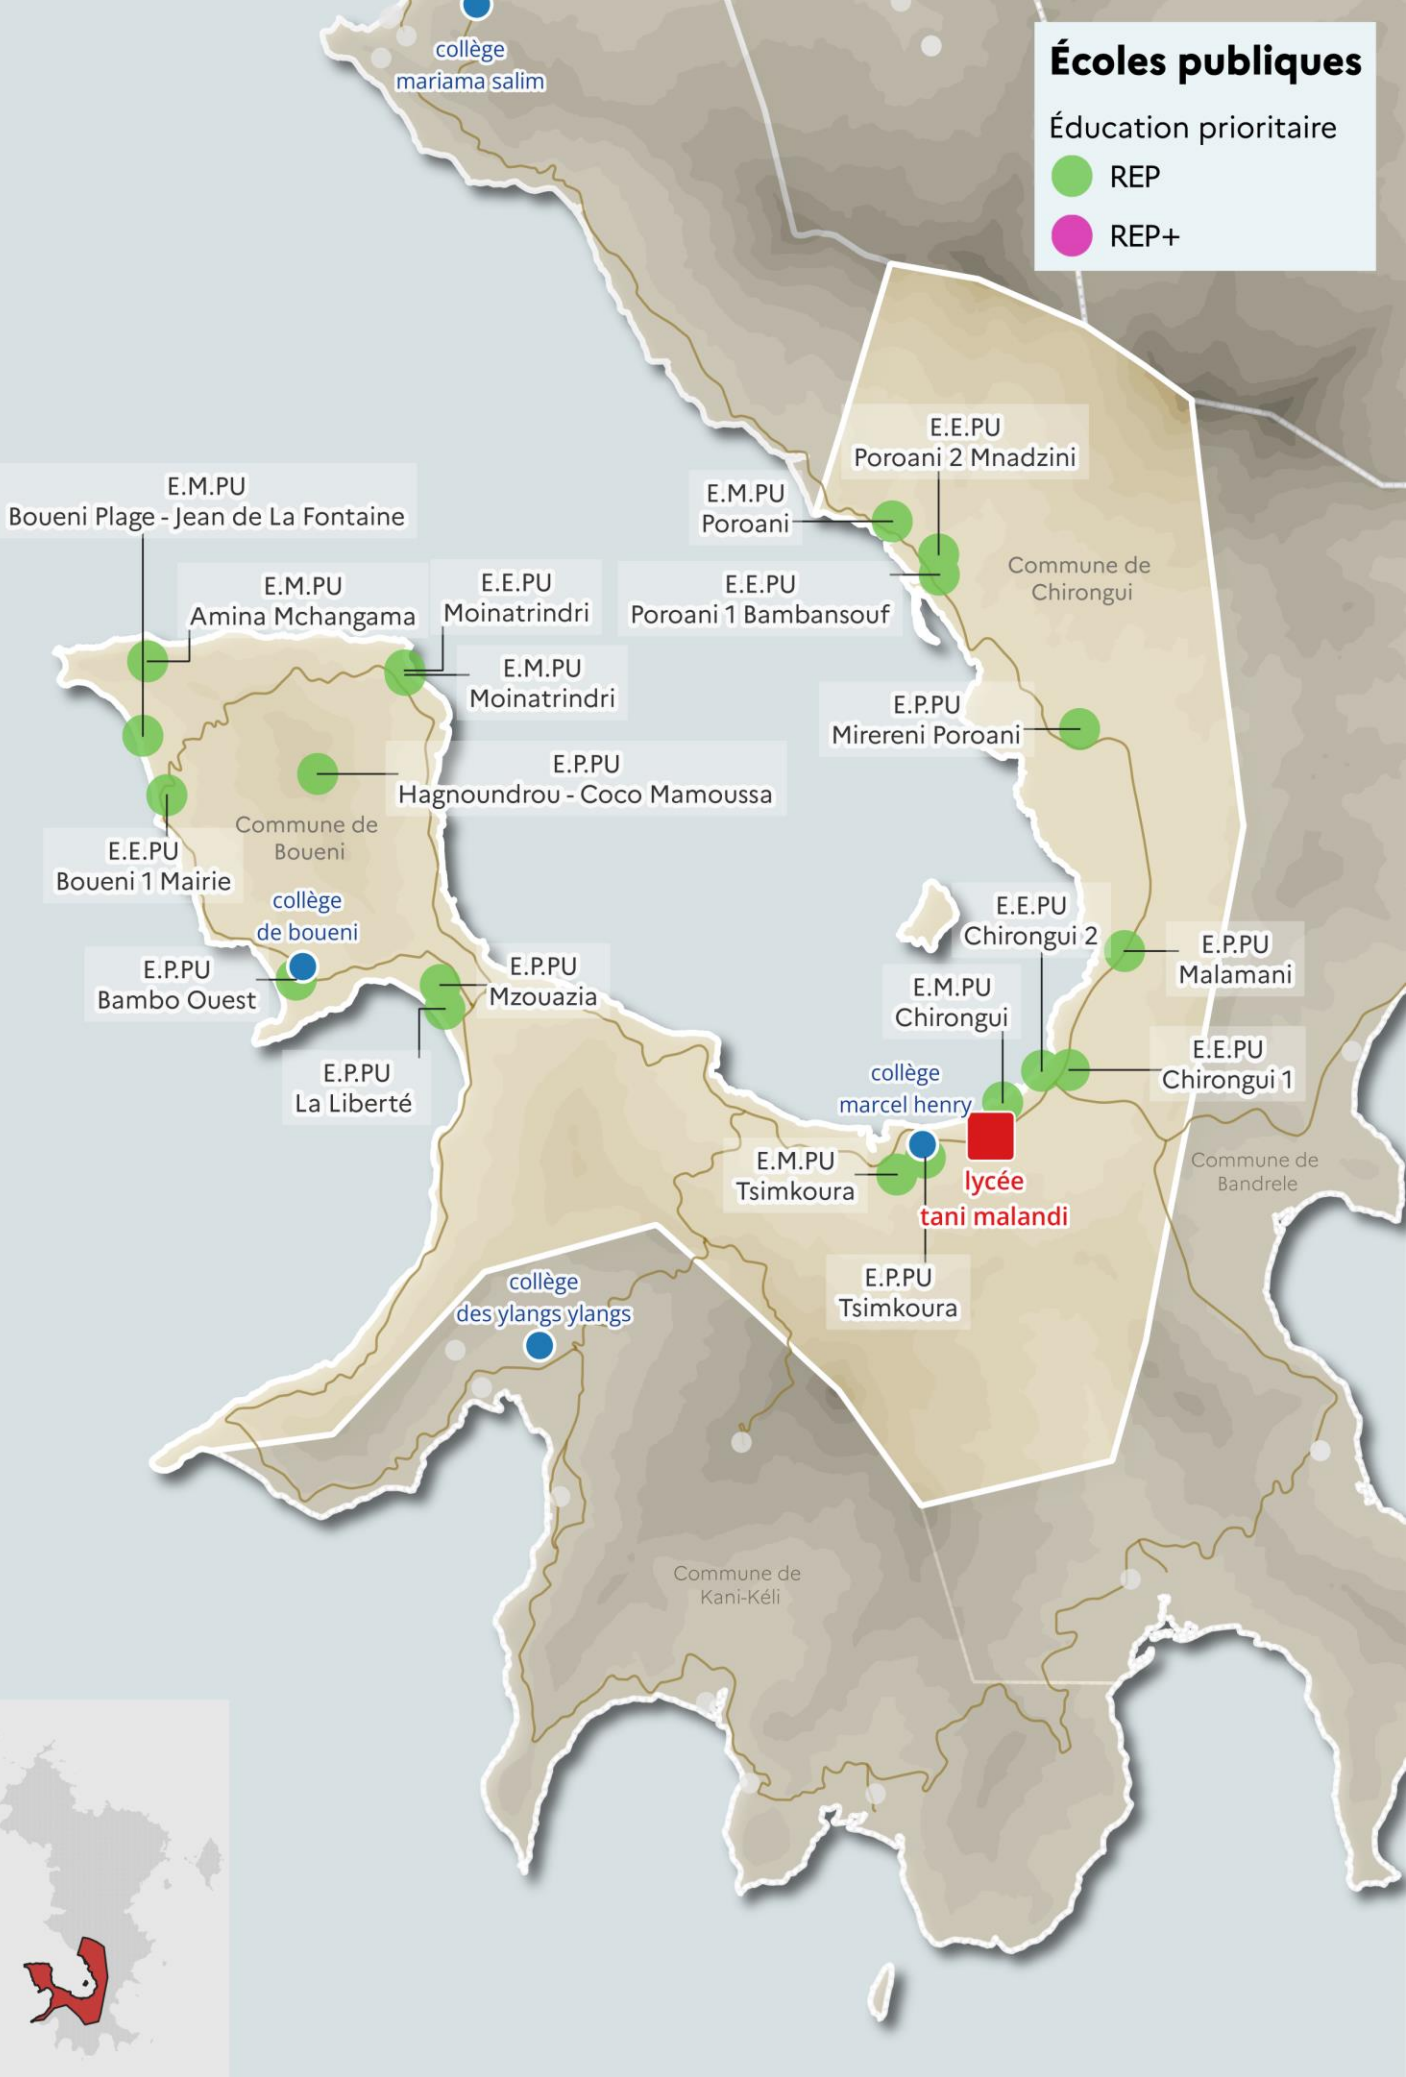 collège
mariama salim
Écoles publiques
Éducation prioritaire
REP
REP+
E.E.PU
Poroani 2 Mnadzini
E.M.PU
Poroani
E.M.PU
Boueni Plage - Jean de La Fontaine
E.M.PU
Amina Mchangama
E.E.PU
Moinatrindri
E.E.PU
Poroani 1 Bambansouf
Commune de
Chirongui
E.M.PU
Moinatrindri
E.P.PU
Mirereni Poroani
E.P.PU
Hagnoundrou - Coco Mamoussa
Commune de
Boueni
E.E.PU
Boueni 1 Mairie
collège
de boueni
E.E.PU
Chirongui 2
E.P.PU
Malamani
E.P.PU
Bambo Ouest
E.P.PU
Mzouazia
E.M.PU
Chirongui
E.P.PU
La Liberté
E.E.PU
Chirongui 1
collège
marcel henry
E.M.PU
Tsimkoura
lycée
tani malandi
Commune de
Bandrele
E.P.PU
Tsimkoura
collège
des ylangs ylangs
Commune de
Kani-Kéli